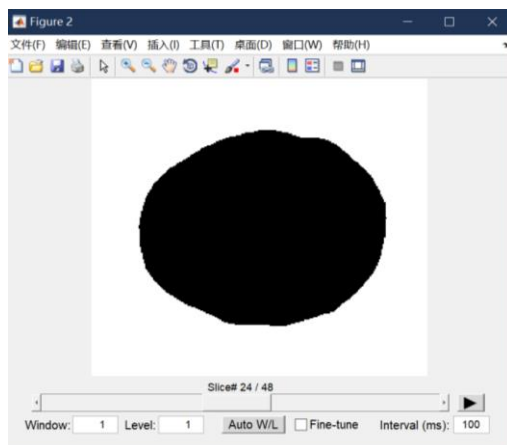 Figure 2
文件(F) 编辑(E) 查看(V) 插入(I) 工具(T) 桌面(D) 窗口(W) 帮助(H)
Slice# 24 / 48
Window: 1 Level: 1 Auto W/L Fine-tune Interval (ms): 100